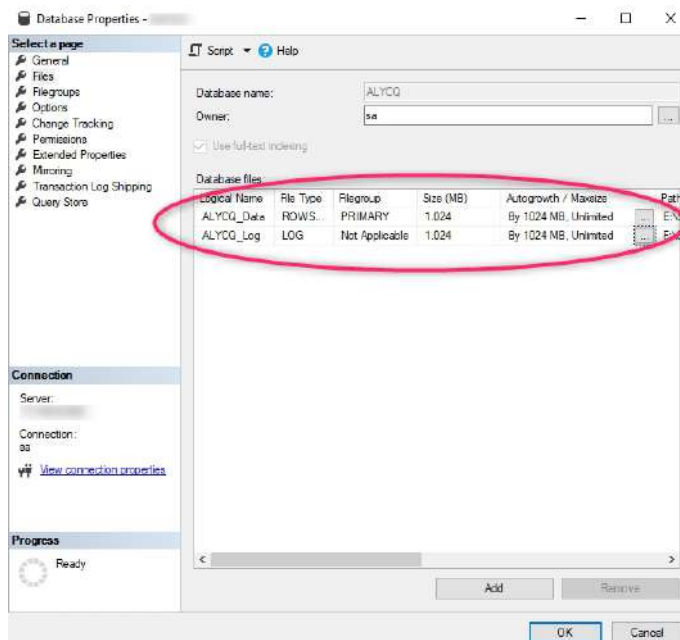 Database Properties -
Select a page
General
Files
Filegroups
Options
Change Tracking
Permissions
Extended Properties
Mirroring
Transaction Log Shipping
Query Store
Script Help
Database name: ALYCQ
Owner: sa ...
Use full-text indexing
Database files:
Logical Name File Type Filegroup Size (MB) Autogrowth / Maxsize Path
ALYCQ_Data ROWS... PRIMARY 1.024 By 1024 MB, Unlimited ...
ALYCQ_Log LOG Not Applicable 1.024 By 1024 MB, Unlimited ...
Connection
Server:
Connection:
sa
View connection properties
Progress
Ready
Add Remove
OK Cancel